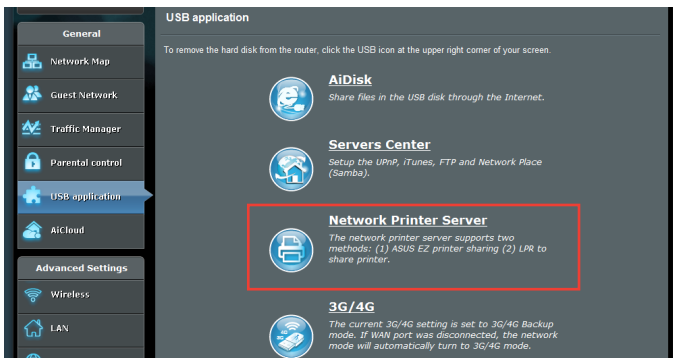 General
Network Map
Guest Network
Traffic Manager
Parental control
USB application
AiCloud
Advanced Settings
Wireless
LAN
USB application
To remove the hard disk from the router, click the USB icon at the upper right corner of your screen.
AiDisk
Share files in the USB disk through the Internet.
Servers Center
Setup the UPnP, iTunes, FTP and Network Place
(Samba).
Network Printer Server
The network printer server supports two
methods: (1) ASUS EZ printer sharing (2) LPR to
share printer.
3G/4G
The current 3G/4G setting is set to 3G/4G Backup
mode. If WAN port was disconnected, the network
mode will automatically turn to 3G/4G mode.